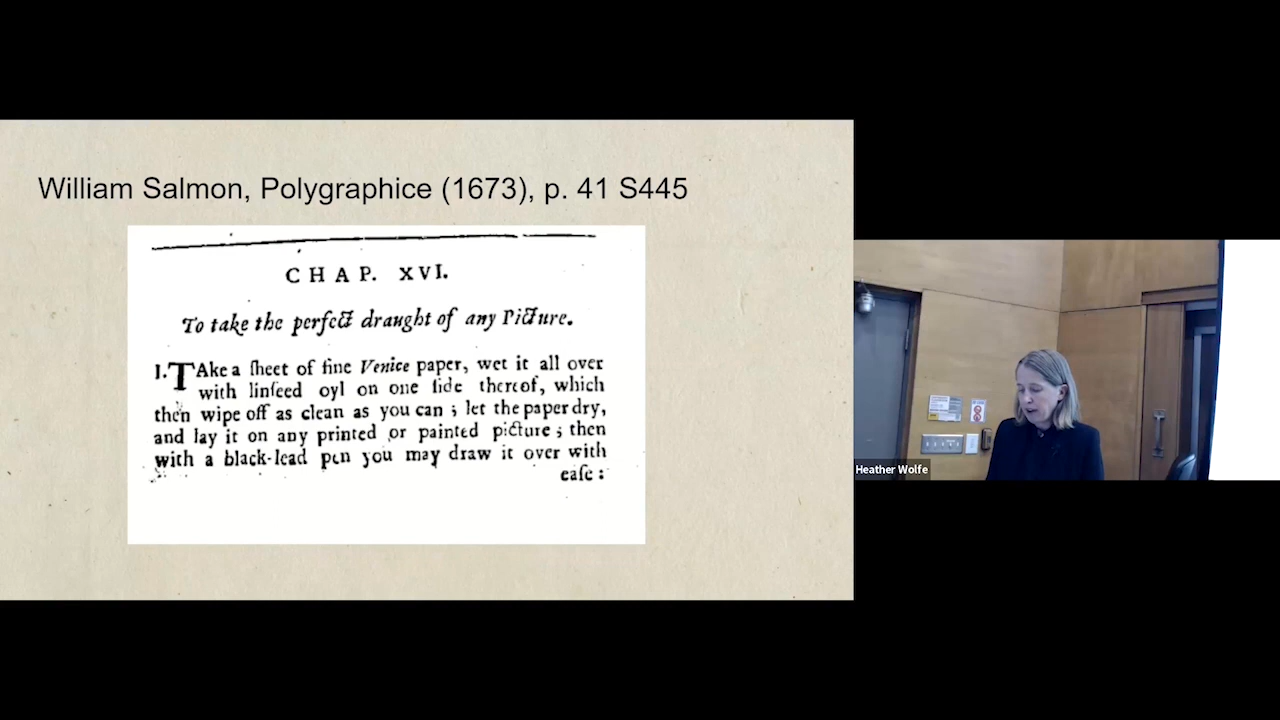 William Salmon, Polygraphice (1673), p. 41 S445
CHAP. XVI.
To take the perfect draught of any Picture.
I. TAke a ſheet of fine Venice paper, wet it all over
with linſeed oyl on one ſide thereof, which
then wipe off as clean as you can ; let the paper dry,
and lay it on any printed or painted picture ; then
with a black-lead pen you may draw it over with
eaſe :
Heather Wolfe